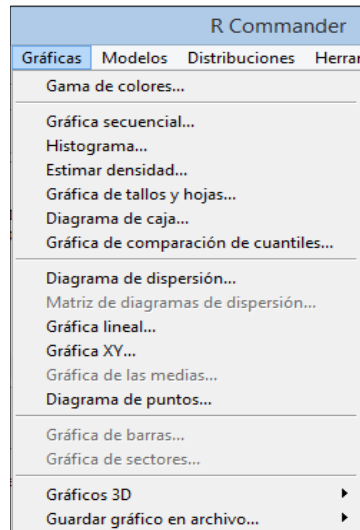 R Commander
Gráficas Modelos Distribuciones
Gama de colores...
Gráfica secuencial...
Histograma...
Estimar densidad...
Gráfica de tallos y hojas...
Diagrama de caja...
Gráfica de comparación de cuantiles...
Diagrama de dispersión...
Matriz de diagramas de dispersión...
Gráfica lineal...
Gráfica XY...
Gráfica de las medias...
Diagrama de puntos...
Gráfica de barras...
Gráfica de sectores...
Gráficos 3D
Guardar gráfico en archivo...